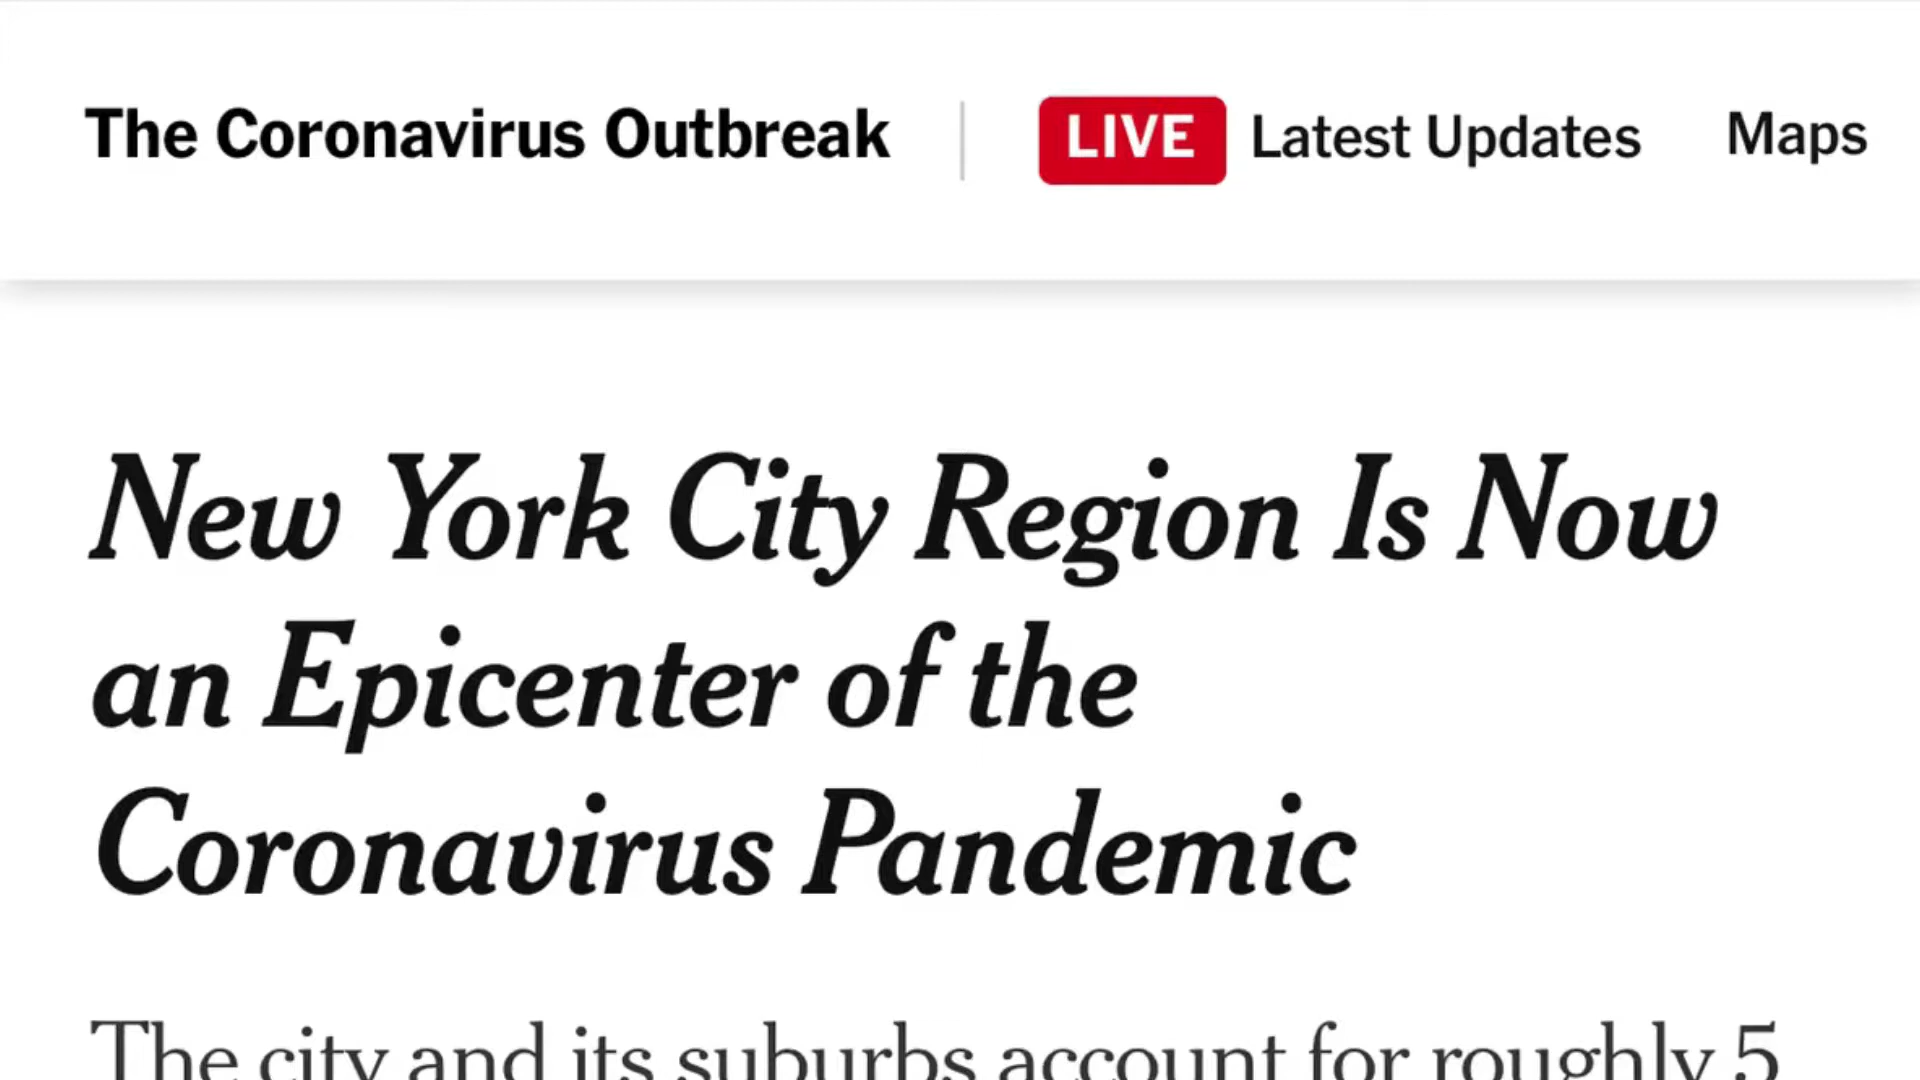 The Coronavirus Outbreak LIVE Latest Updates Maps
New York City Region Is Now
an Epicenter of the
Coronavirus Pandemic
The city and its suburbs account for roughly 5